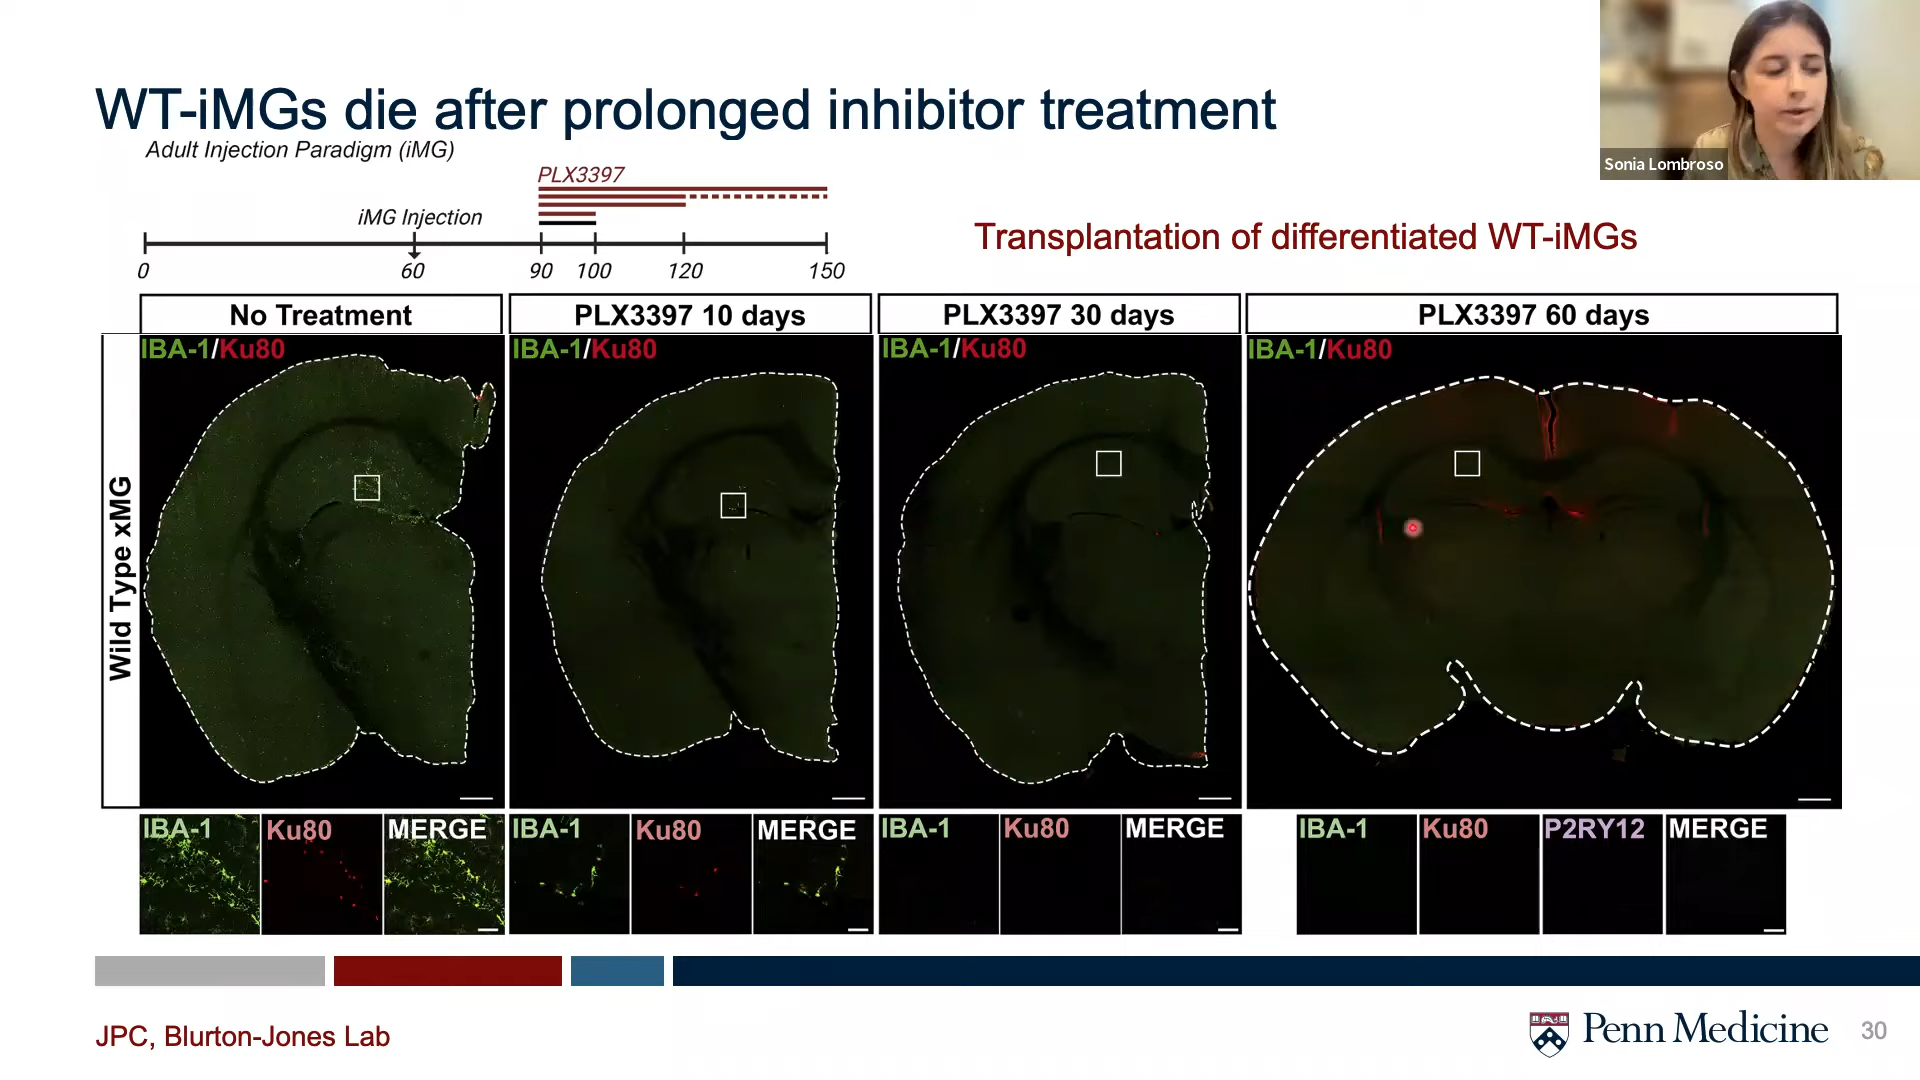 WT-iMGs die after prolonged inhibitor treatment
Sonia Lombroso
Adult Injection Paradigm (iMG)
PLX3397
iMG Injection
0 60 90 100 120 150
Transplantation of differentiated WT-iMGs
No Treatment
PLX3397 10 days
PLX3397 30 days
PLX3397 60 days
Wild Type xMG
IBA-1/Ku80
IBA-1/Ku80
IBA-1/Ku80
IBA-1/Ku80
IBA-1 Ku80 MERGE
IBA-1 Ku80 MERGE
IBA-1 Ku80 MERGE
IBA-1 Ku80 P2RY12 MERGE
JPC, Blurton-Jones Lab
Penn Medicine
30